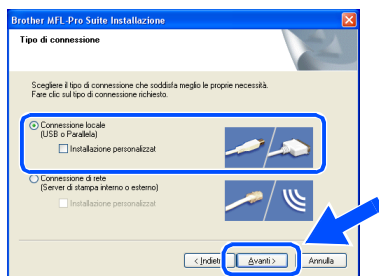 Brother MFL-Pro Suite Installazione
Tipo di connessione
Scegliere il tipo di connessione che soddisfa meglio le proprie necessità.
Fare clic sul tipo di connessione richiesto.
Connessione locale
(USB o Parallela)
Installazione personalizzat
Connessione di rete
(Server di stampa interno o esterno)
Installazione personalizzat
< Indiet
Avanti >
Annulla